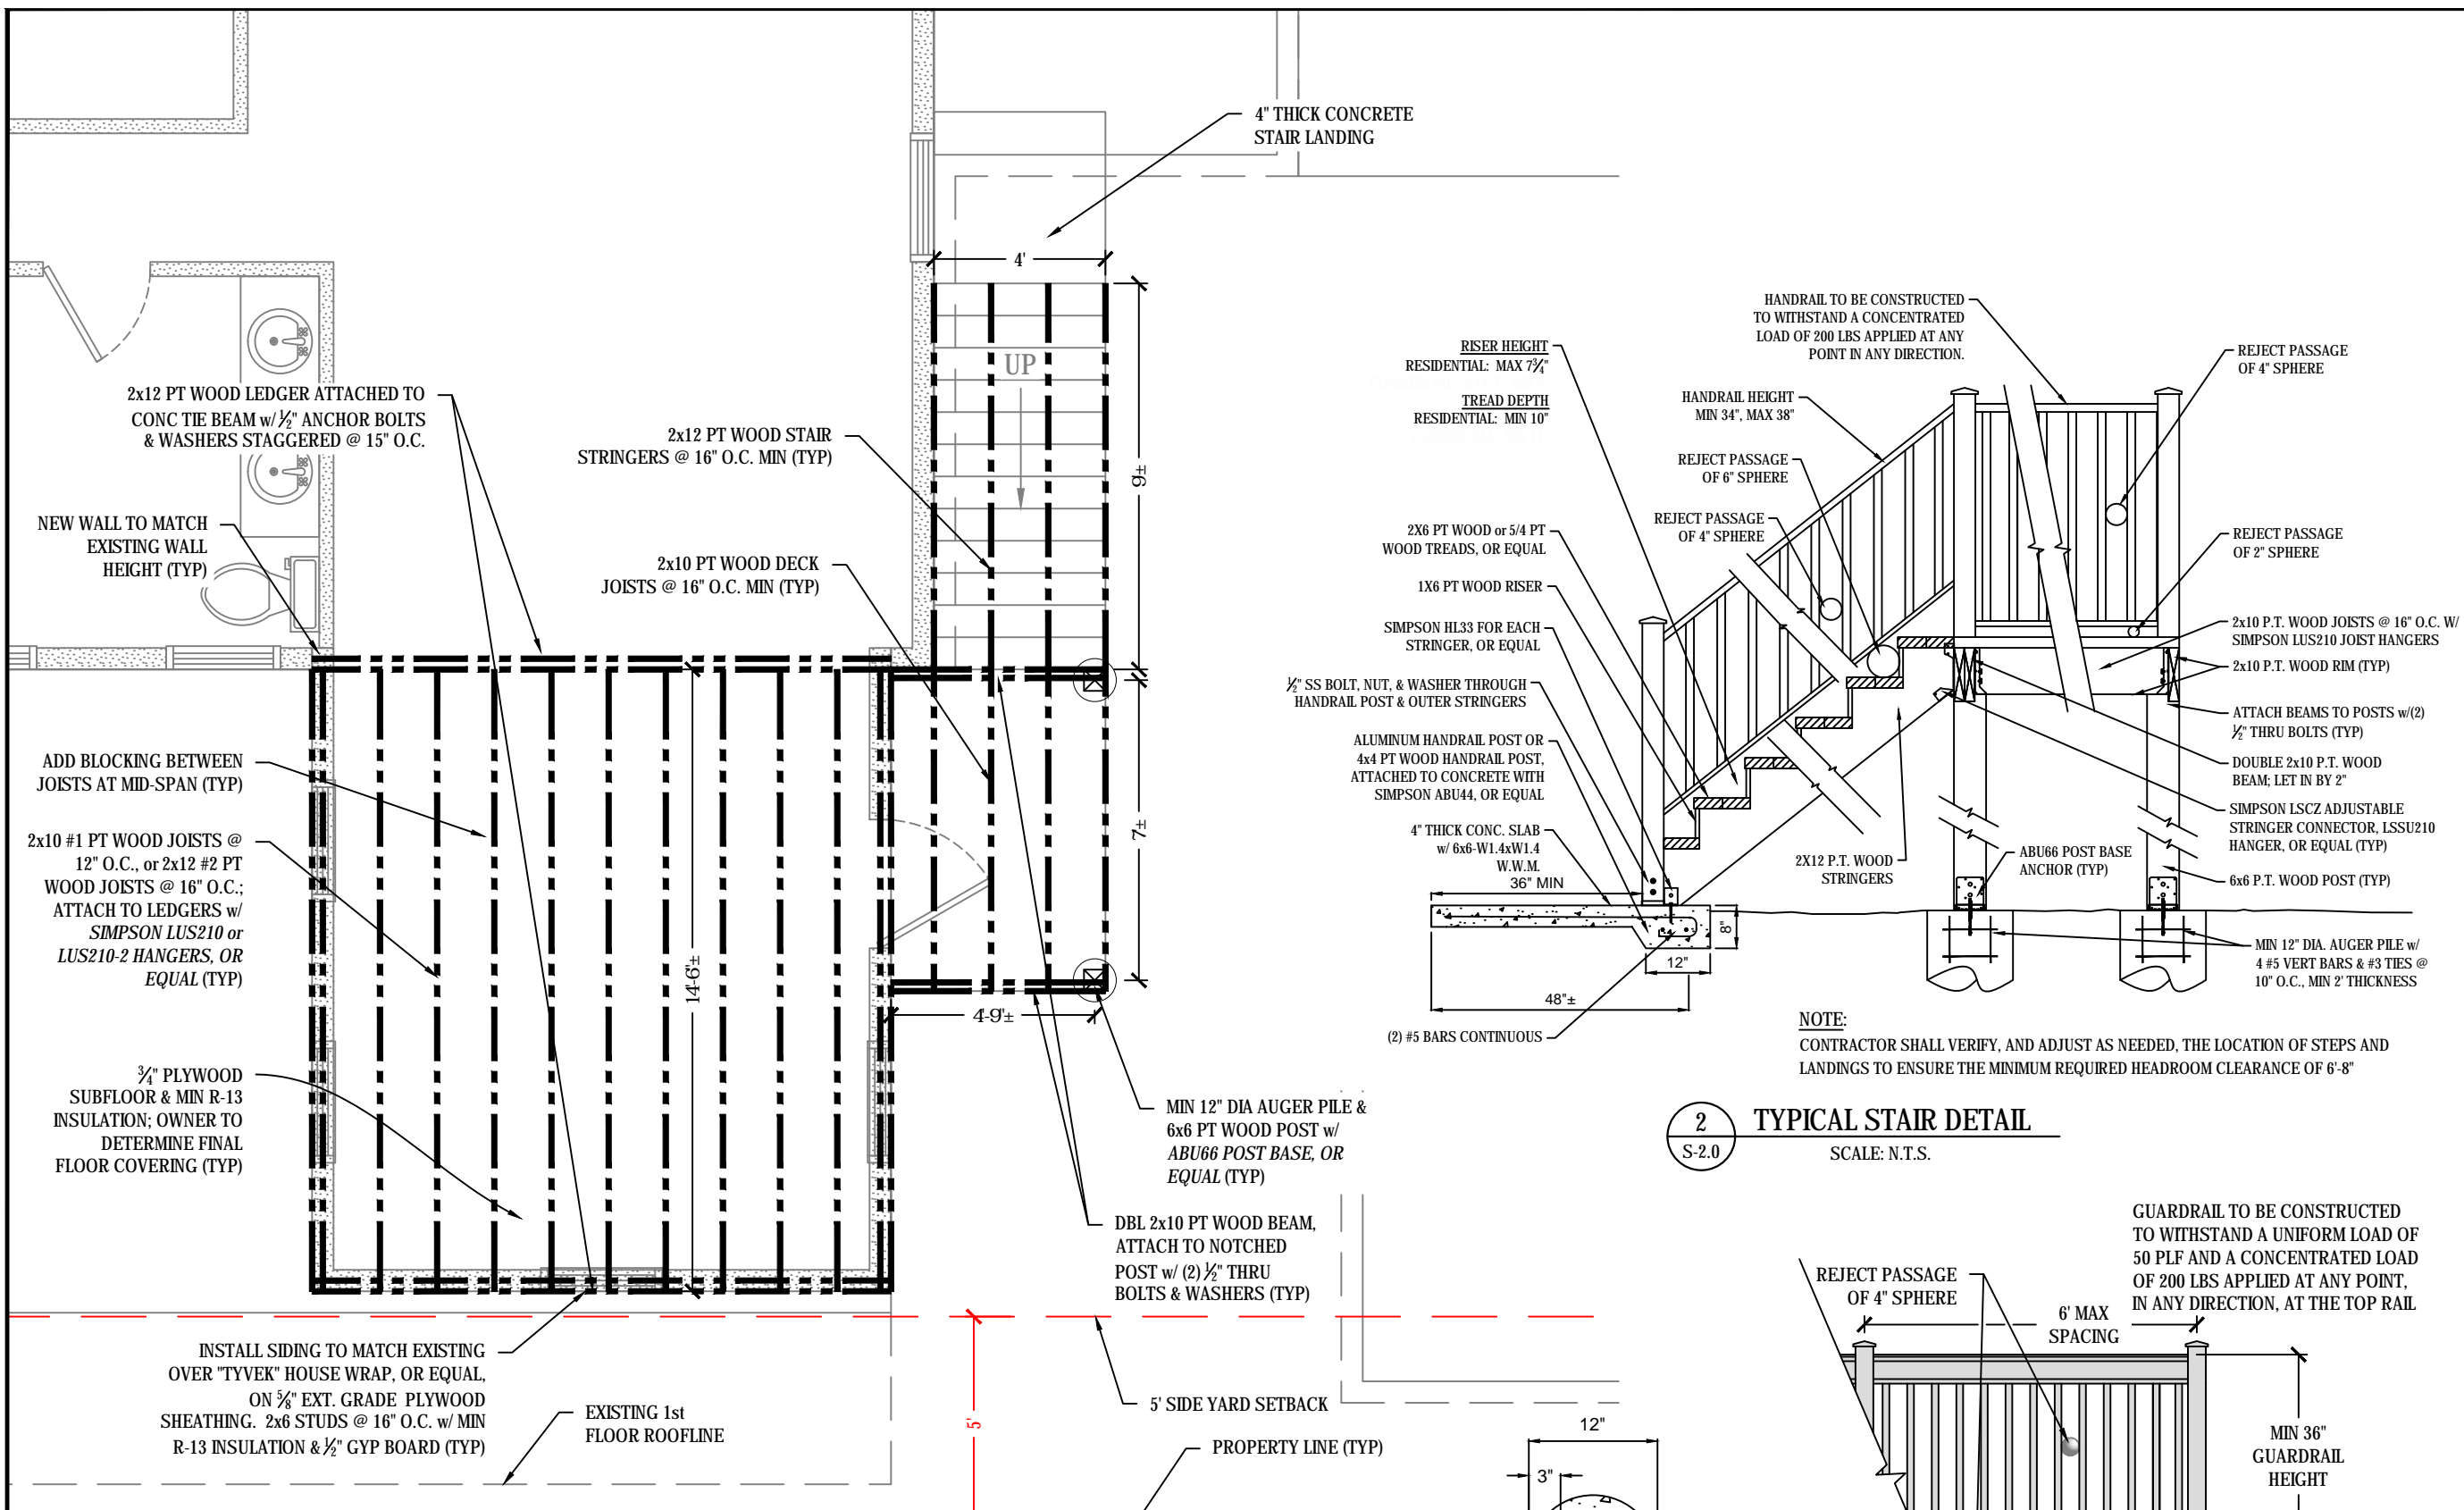 4" THICK CONCRETE
STAIR LANDING
4'
UP
9'±
2x12 PT WOOD LEDGER ATTACHED TO
CONC TIE BEAM w/ ½" ANCHOR BOLTS
& WASHERS STAGGERED @ 15" O.C.
2x12 PT WOOD STAIR
STRINGERS @ 16" O.C. MIN (TYP)
NEW WALL TO MATCH
EXISTING WALL
HEIGHT (TYP)
2x10 PT WOOD DECK
JOISTS @ 16" O.C. MIN (TYP)
ADD BLOCKING BETWEEN
JOISTS AT MID-SPAN (TYP)
2x10 #1 PT WOOD JOISTS @
12" O.C., or 2x12 #2 PT
WOOD JOISTS @ 16" O.C.;
ATTACH TO LEDGERS w/
SIMPSON LUS210 or
LUS210-2 HANGERS, OR
EQUAL (TYP)
14'-6"±
7'±
4'-9"±
¾" PLYWOOD
SUBFLOOR & MIN R-13
INSULATION; OWNER TO
DETERMINE FINAL
FLOOR COVERING (TYP)
MIN 12" DIA AUGER PILE &
6x6 PT WOOD POST w/
ABU66 POST BASE, OR
EQUAL (TYP)
DBL 2x10 PT WOOD BEAM,
ATTACH TO NOTCHED
POST w/ (2) ½" THRU
BOLTS & WASHERS (TYP)
INSTALL SIDING TO MATCH EXISTING
OVER "TYVEK" HOUSE WRAP, OR EQUAL,
ON ⅝" EXT. GRADE PLYWOOD
SHEATHING. 2x6 STUDS @ 16" O.C. w/ MIN
R-13 INSULATION & ½" GYP BOARD (TYP)
EXISTING 1st
FLOOR ROOFLINE
5'
5' SIDE YARD SETBACK
PROPERTY LINE (TYP)
HANDRAIL TO BE CONSTRUCTED
TO WITHSTAND A CONCENTRATED
LOAD OF 200 LBS APPLIED AT ANY
POINT IN ANY DIRECTION.
RISER HEIGHT
RESIDENTIAL: MAX 7¾"
TREAD DEPTH
RESIDENTIAL: MIN 10"
HANDRAIL HEIGHT
MIN 34", MAX 38"
REJECT PASSAGE
OF 4" SPHERE
REJECT PASSAGE
OF 6" SPHERE
REJECT PASSAGE
OF 4" SPHERE
REJECT PASSAGE
OF 2" SPHERE
2X6 PT WOOD or 5/4 PT
WOOD TREADS, OR EQUAL
1X6 PT WOOD RISER
SIMPSON HL33 FOR EACH
STRINGER, OR EQUAL
½" SS BOLT, NUT, & WASHER THROUGH
HANDRAIL POST & OUTER STRINGERS
ALUMINUM HANDRAIL POST OR
4x4 PT WOOD HANDRAIL POST,
ATTACHED TO CONCRETE WITH
SIMPSON ABU44, OR EQUAL
4" THICK CONC. SLAB
w/ 6x6-W1.4xW1.4
W.W.M.
36" MIN
8"
12"
48"±
(2) #5 BARS CONTINUOUS
2X12 P.T. WOOD
STRINGERS
ABU66 POST BASE
ANCHOR (TYP)
2x10 P.T. WOOD JOISTS @ 16" O.C. W/
SIMPSON LUS210 JOIST HANGERS
2x10 P.T. WOOD RIM (TYP)
ATTACH BEAMS TO POSTS w/(2)
½" THRU BOLTS (TYP)
DOUBLE 2x10 P.T. WOOD
BEAM; LET IN BY 2"
SIMPSON LSCZ ADJUSTABLE
STRINGER CONNECTOR, LSSU210
HANGER, OR EQUAL (TYP)
6x6 P.T. WOOD POST (TYP)
MIN 12" DIA. AUGER PILE w/
4 #5 VERT BARS & #3 TIES @
10" O.C., MIN 2' THICKNESS
NOTE:
CONTRACTOR SHALL VERIFY, AND ADJUST AS NEEDED, THE LOCATION OF STEPS AND
LANDINGS TO ENSURE THE MINIMUM REQUIRED HEADROOM CLEARANCE OF 6'-8"
2
S-2.0
TYPICAL STAIR DETAIL
SCALE: N.T.S.
GUARDRAIL TO BE CONSTRUCTED
TO WITHSTAND A UNIFORM LOAD OF
50 PLF AND A CONCENTRATED LOAD
OF 200 LBS APPLIED AT ANY POINT,
IN ANY DIRECTION, AT THE TOP RAIL
REJECT PASSAGE
OF 4" SPHERE
6' MAX
SPACING
MIN 36"
GUARDRAIL
HEIGHT
12"
3"